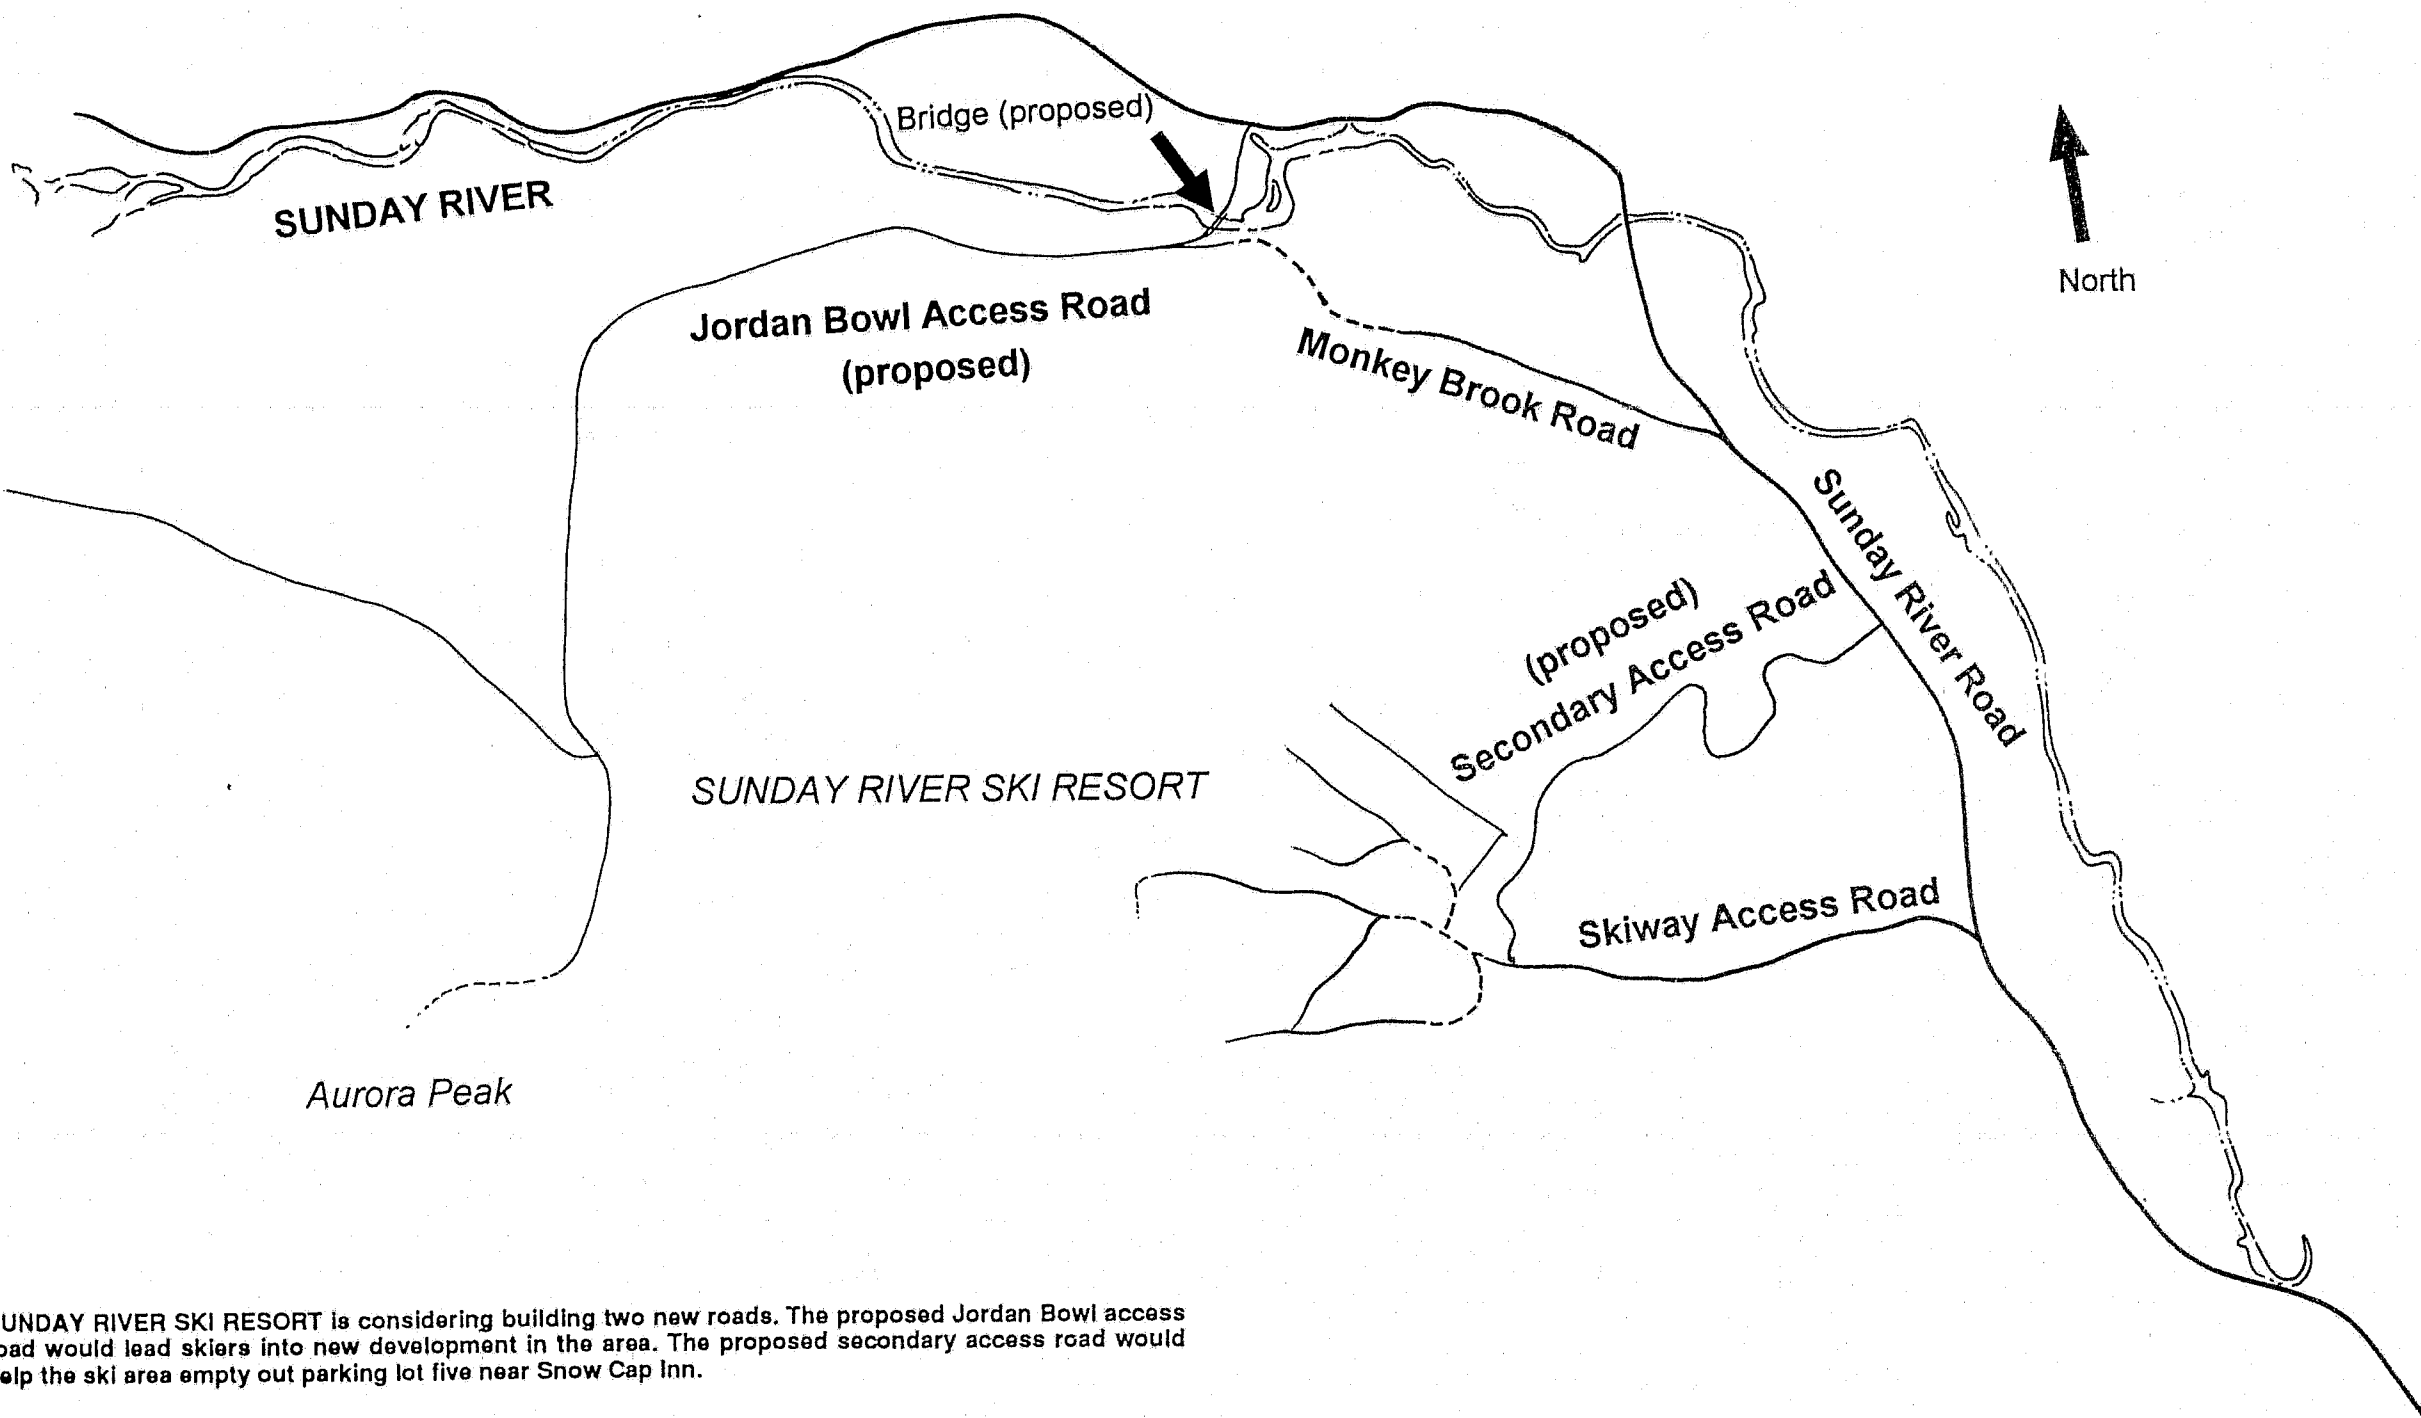 Bridge (proposed)
SUNDAY RIVER
North
Jordan Bowl Access Road
(proposed)
Monkey Brook Road
Sunday River Road
(proposed)
Secondary Access Road
SUNDAY RIVER SKI RESORT
Skiway Access Road
Aurora Peak
UNDAY RIVER SKI RESORT is considering building two new roads. The proposed Jordan Bowl access
oad would lead skiers into new development in the area. The proposed secondary access road would
elp the ski area empty out parking lot five near Snow Cap Inn.